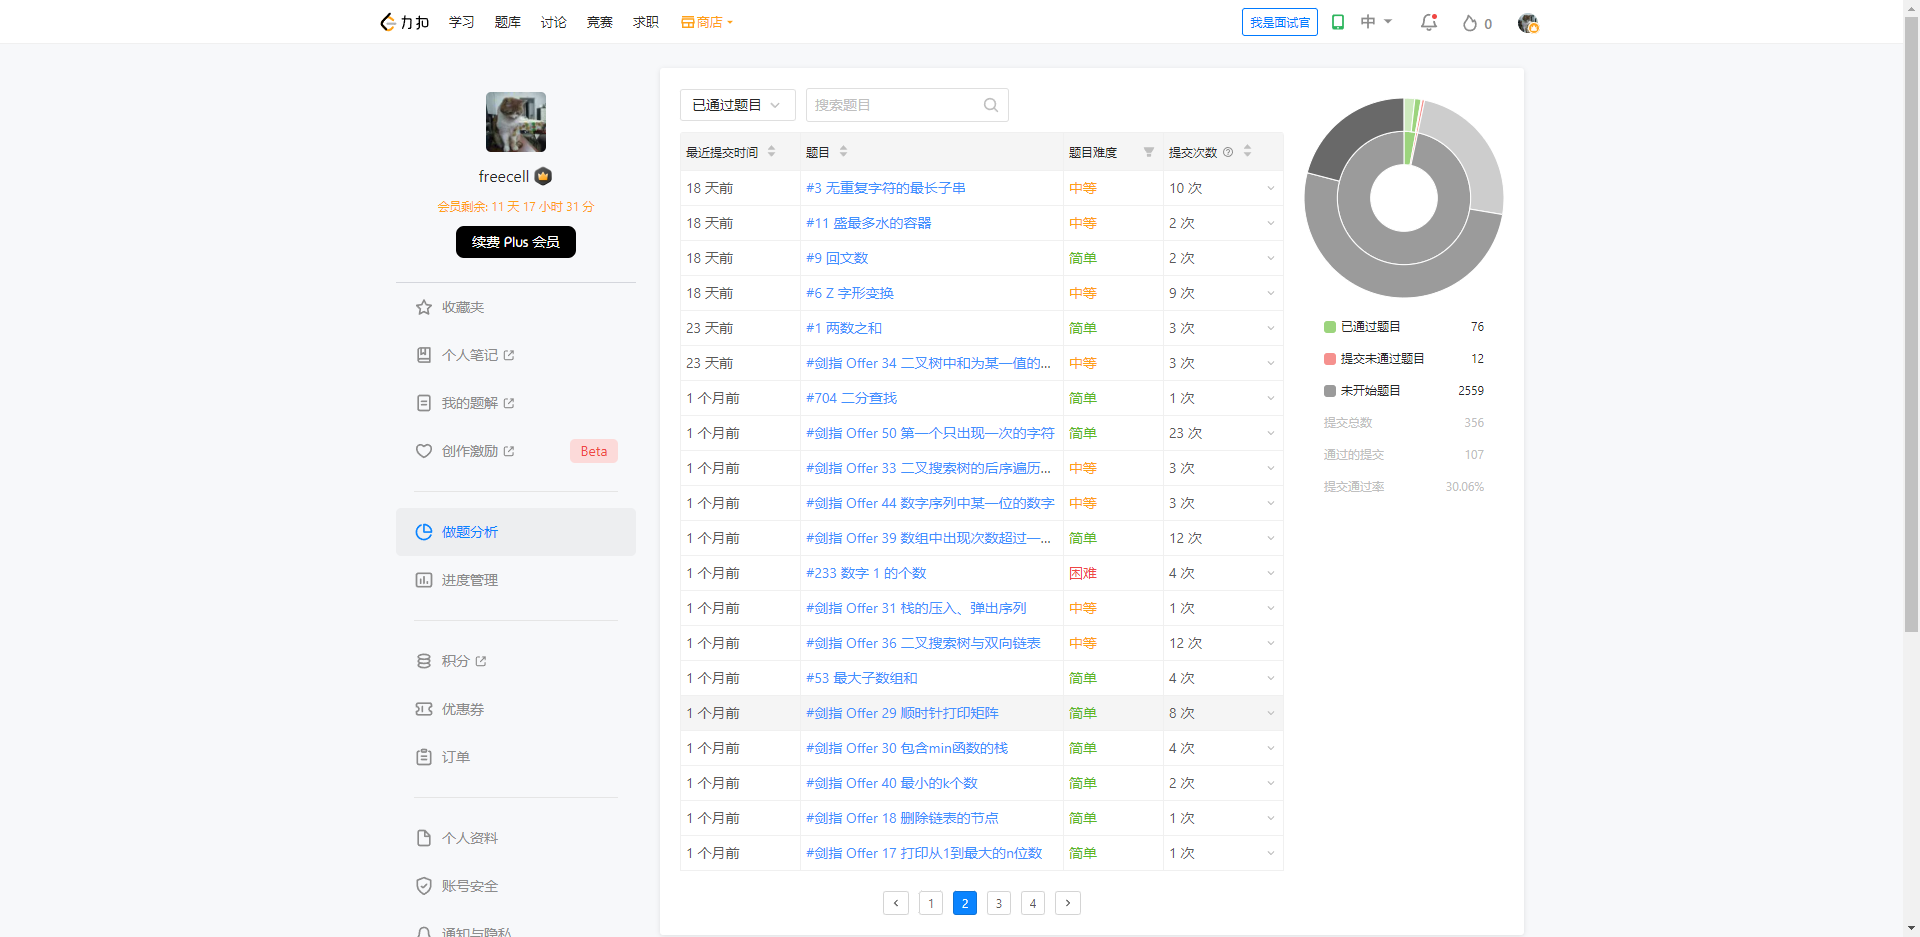 力扣 学习 题库 讨论 竞赛 求职 商店 我是面试官 中 0
freecell
会员剩余: 11 天 17 小时 31 分
续费 Plus 会员
收藏夹
个人笔记
我的题解
创作激励 Beta
做题分析
进度管理
积分
优惠券
订单
个人资料
账号安全
通知与隐私
已通过题目 搜索题目
最近提交时间 题目 题目难度 提交次数
18 天前 #3 无重复字符的最长子串 中等 10 次
18 天前 #11 盛最多水的容器 中等 2 次
18 天前 #9 回文数 简单 2 次
18 天前 #6 Z 字形变换 中等 9 次
23 天前 #1 两数之和 简单 3 次
23 天前 #剑指 Offer 34 二叉树中和为某一值的... 中等 3 次
1 个月前 #704 二分查找 简单 1 次
1 个月前 #剑指 Offer 50 第一个只出现一次的字符 简单 23 次
1 个月前 #剑指 Offer 33 二叉搜索树的后序遍历... 中等 3 次
1 个月前 #剑指 Offer 44 数字序列中某一位的数字 中等 3 次
1 个月前 #剑指 Offer 39 数组中出现次数超过一... 简单 12 次
1 个月前 #233 数字 1 的个数 困难 4 次
1 个月前 #剑指 Offer 31 栈的压入、弹出序列 中等 1 次
1 个月前 #剑指 Offer 36 二叉搜索树与双向链表 中等 12 次
1 个月前 #53 最大子数组和 简单 4 次
1 个月前 #剑指 Offer 29 顺时针打印矩阵 简单 8 次
1 个月前 #剑指 Offer 30 包含min函数的栈 简单 4 次
1 个月前 #剑指 Offer 40 最小的k个数 简单 2 次
1 个月前 #剑指 Offer 18 删除链表的节点 简单 1 次
1 个月前 #剑指 Offer 17 打印从1到最大的n位数 简单 1 次
1 2 3 4
已通过题目 76
提交未通过题目 12
未开始题目 2559
提交总数 356
通过的提交 107
提交通过率 30.06%